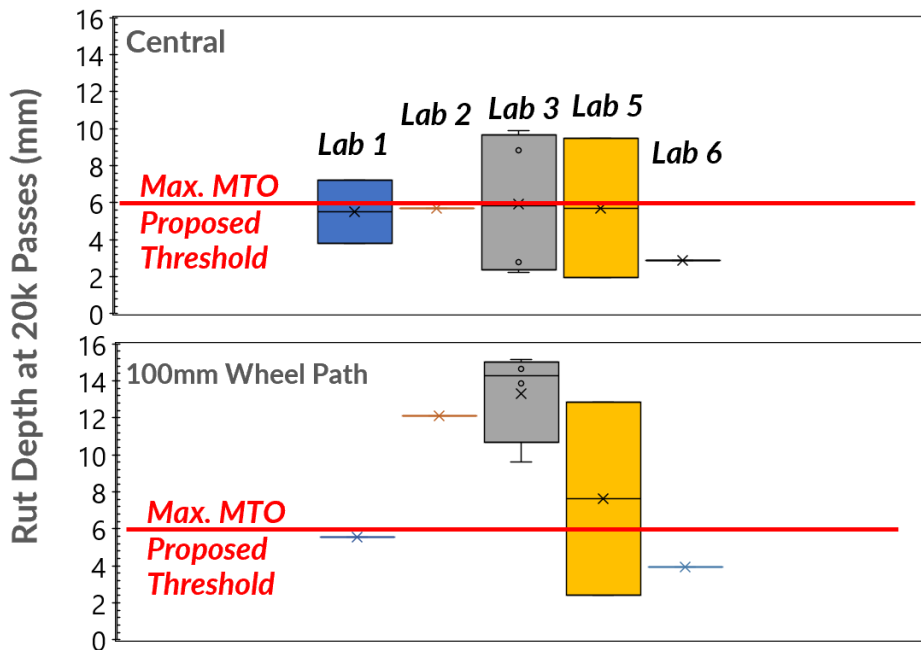 Rut Depth at 20k Passes (mm)
16
14
12
10
8
6
4
2
0
Central
Lab 1
Lab 2
Lab 3
Lab 5
Lab 6
Max. MTO
Proposed
Threshold
16
14
12
10
8
6
4
2
0
100mm Wheel Path
Max. MTO
Proposed
Threshold